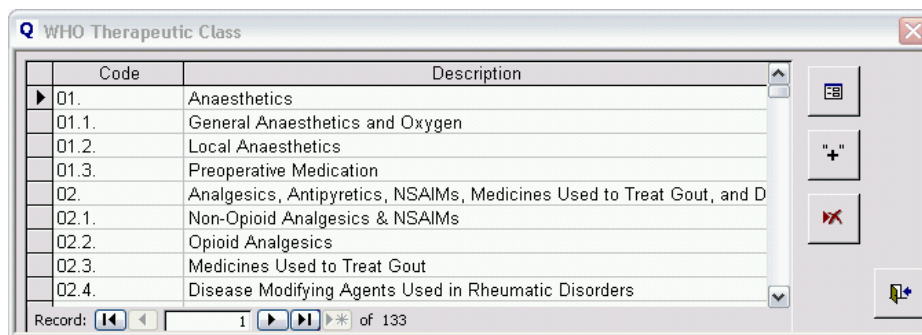 Q WHO Therapeutic Class
Code Description
01. Anaesthetics
01.1. General Anaesthetics and Oxygen
01.2. Local Anaesthetics
01.3. Preoperative Medication
02. Analgesics, Antipyretics, NSAIMs, Medicines Used to Treat Gout, and D
02.1. Non-Opioid Analgesics & NSAIMs
02.2. Opioid Analgesics
02.3. Medicines Used to Treat Gout
02.4. Disease Modifying Agents Used in Rheumatic Disorders
"+"
Record: 1 of 133